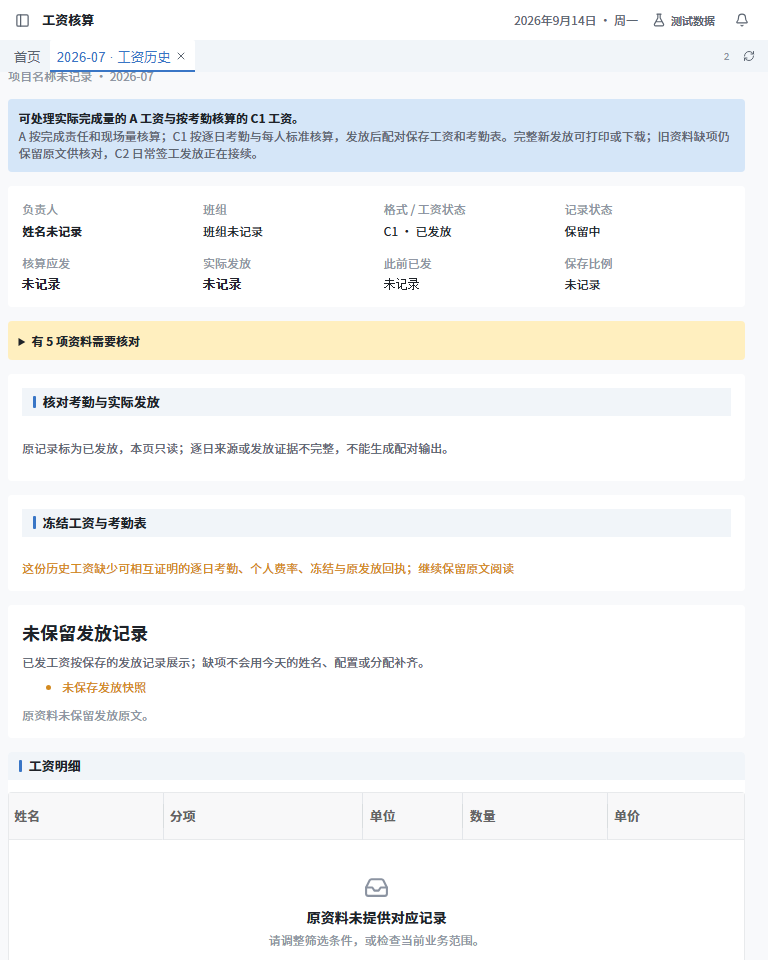 工资核算
2026年9月14日 · 周一
测试数据
首页
2026-07 · 工资历史 ×
2
项目名称未记录 · 2026-07
可处理实际完成量的 A 工资与按考勤核算的 C1 工资。
A 按完成责任和现场量核算；C1 按逐日考勤与每人标准核算，发放后配对保存工资和考勤表。完整新发放可打印或下载；旧资料缺项仍
保留原文供核对，C2 日常签工发放正在接续。
负责人 班组 格式 / 工资状态 记录状态
姓名未记录 班组未记录 C1 · 已发放 保留中
核算应发 实际发放 此前已发 保存比例
未记录 未记录 未记录 未记录
▶ 有 5 项资料需要核对
核对考勤与实际发放
原记录标为已发放，本页只读；逐日来源或发放证据不完整，不能生成配对输出。
冻结工资与考勤表
这份历史工资缺少可相互证明的逐日考勤、个人费率、冻结与原发放回执；继续保留原文阅读
未保留发放记录
已发工资按保存的发放记录展示；缺项不会用今天的姓名、配置或分配补齐。
• 未保存发放快照
原资料未保留发放原文。
工资明细
姓名 分项 单位 数量 单价
原资料未提供对应记录
请调整筛选条件，或检查当前业务范围。